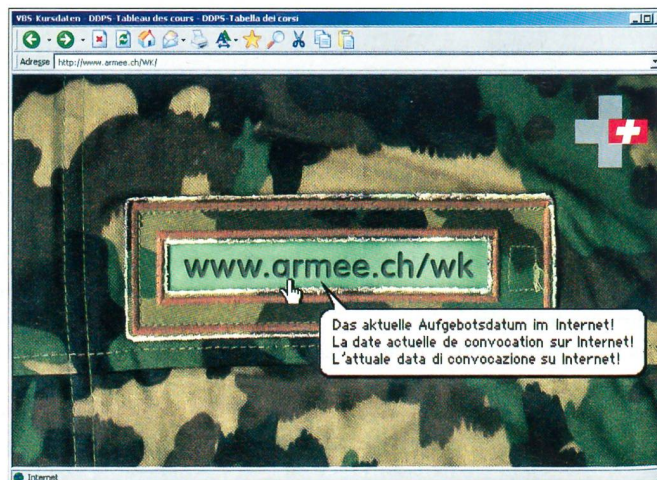 VBS-Kursdaten - DDPS-Tableau des cours - DDPS-Tabella dei corsi
Adresse http://www.armee.ch/WK/
www.armee.ch/wk
Das aktuelle Aufgebotsdatum im Internet!
La date actuelle de convocation sur Internet!
L'attuale data di convocazione su Internet!
Internet